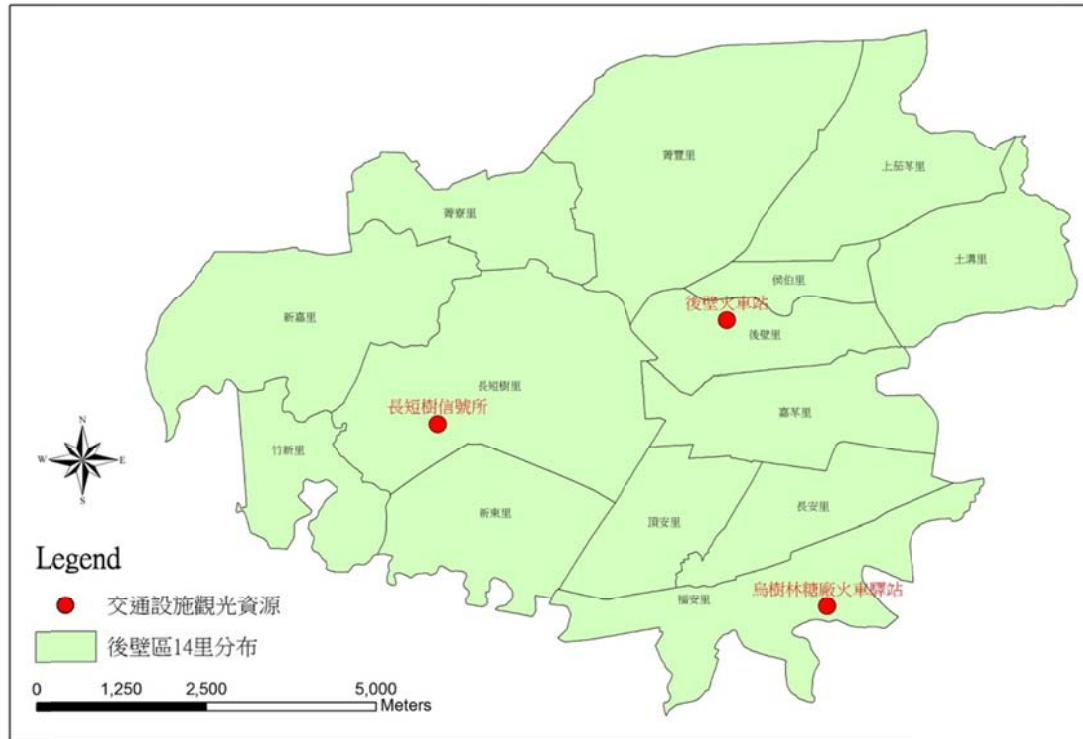 菁豐里
上茄苳里
菁寮里
土溝里
侯伯里
後壁火車站
新嘉里
後壁里
長短樹里
長短樹信號所
嘉苳里
竹新里
N
W
E
S
新東里
頂安里
長安里
烏樹林糖廠火車驛站
福安里
Legend
交通設施觀光資源
後壁區14里分布
0 1,250 2,500 5,000
Meters